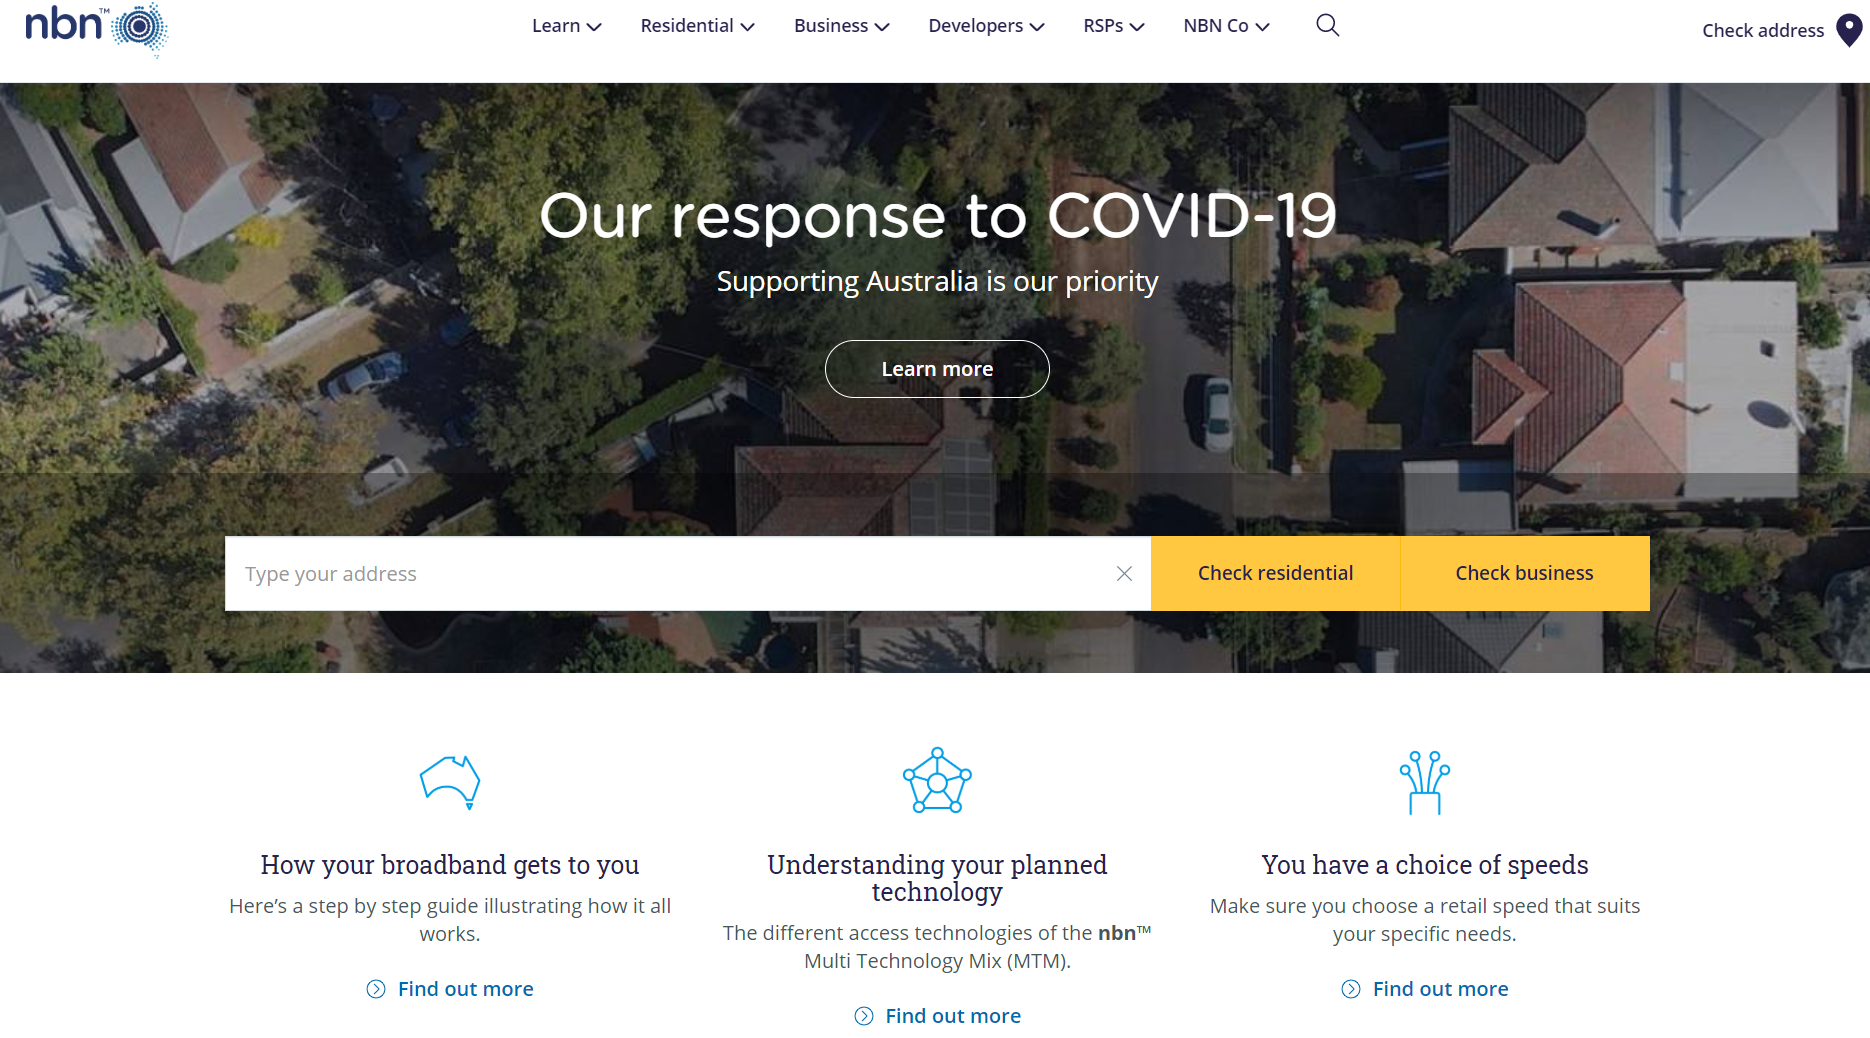 nbn™
Learn
Residential
Business
Developers
RSPs
NBN Co
Check address
Our response to COVID-19
Supporting Australia is our priority
Learn more
Type your address
Check residential
Check business
How your broadband gets to you
Here’s a step by step guide illustrating how it all
works.
Find out more
Understanding your planned
technology
The different access technologies of the nbn™
Multi Technology Mix (MTM).
Find out more
You have a choice of speeds
Make sure you choose a retail speed that suits
your specific needs.
Find out more